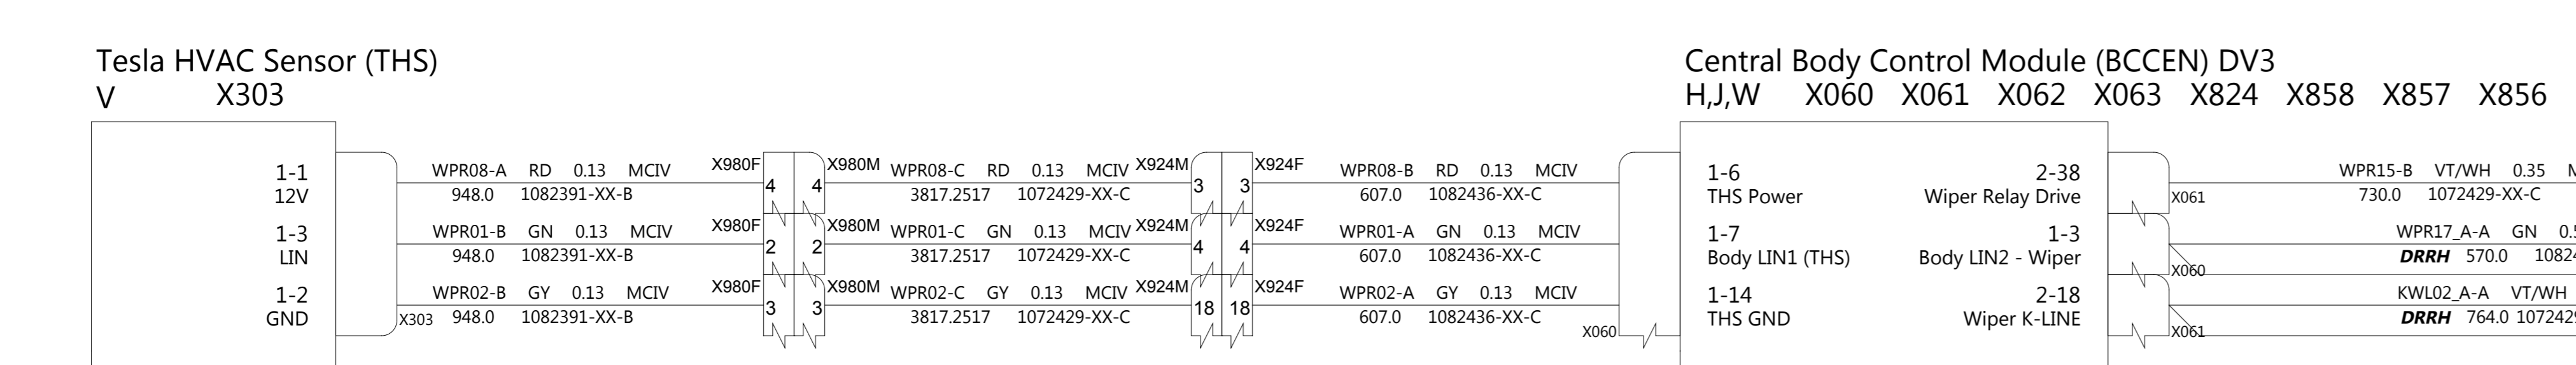 Tesla HVAC Sensor (THS)
V X303
Central Body Control Module (BCCEN) DV3
H,J,W X060 X061 X062 X063 X824 X858 X857 X856
1-1 WPR08-A RD 0.13 MCIV X980F X980M WPR08-C RD 0.13 MCIV X924M X924F WPR08-B RD 0.13 MCIV 1-6 2-38 WPR15-B VT/WH 0.35
4 4 3 3
12V 948.0 1082391-XX-B 3817.2517 1072429-XX-C 607.0 1082436-XX-C THS Power Wiper Relay Drive X061 730.0 1072429-XX-C
1-3 WPR01-B GN 0.13 MCIV X980F X980M WPR01-C GN 0.13 MCIV X924M X924F WPR01-A GN 0.13 MCIV 1-7 1-3 WPR17_A-A GN
2 2 4 4
LIN 948.0 1082391-XX-B 3817.2517 1072429-XX-C 607.0 1082436-XX-C Body LIN1 (THS) Body LIN2 - Wiper X060 DRRH 570.0
1-2 WPR02-B GY 0.13 MCIV X980F X980M WPR02-C GY 0.13 MCIV X924M X924F WPR02-A GY 0.13 MCIV 1-14 2-18 KWL02_A-A VT/WH
3 3 18 18
GND X303 948.0 1082391-XX-B 3817.2517 1072429-XX-C 607.0 1082436-XX-C X060 THS GND Wiper K-LINE X061 DRRH 764.0